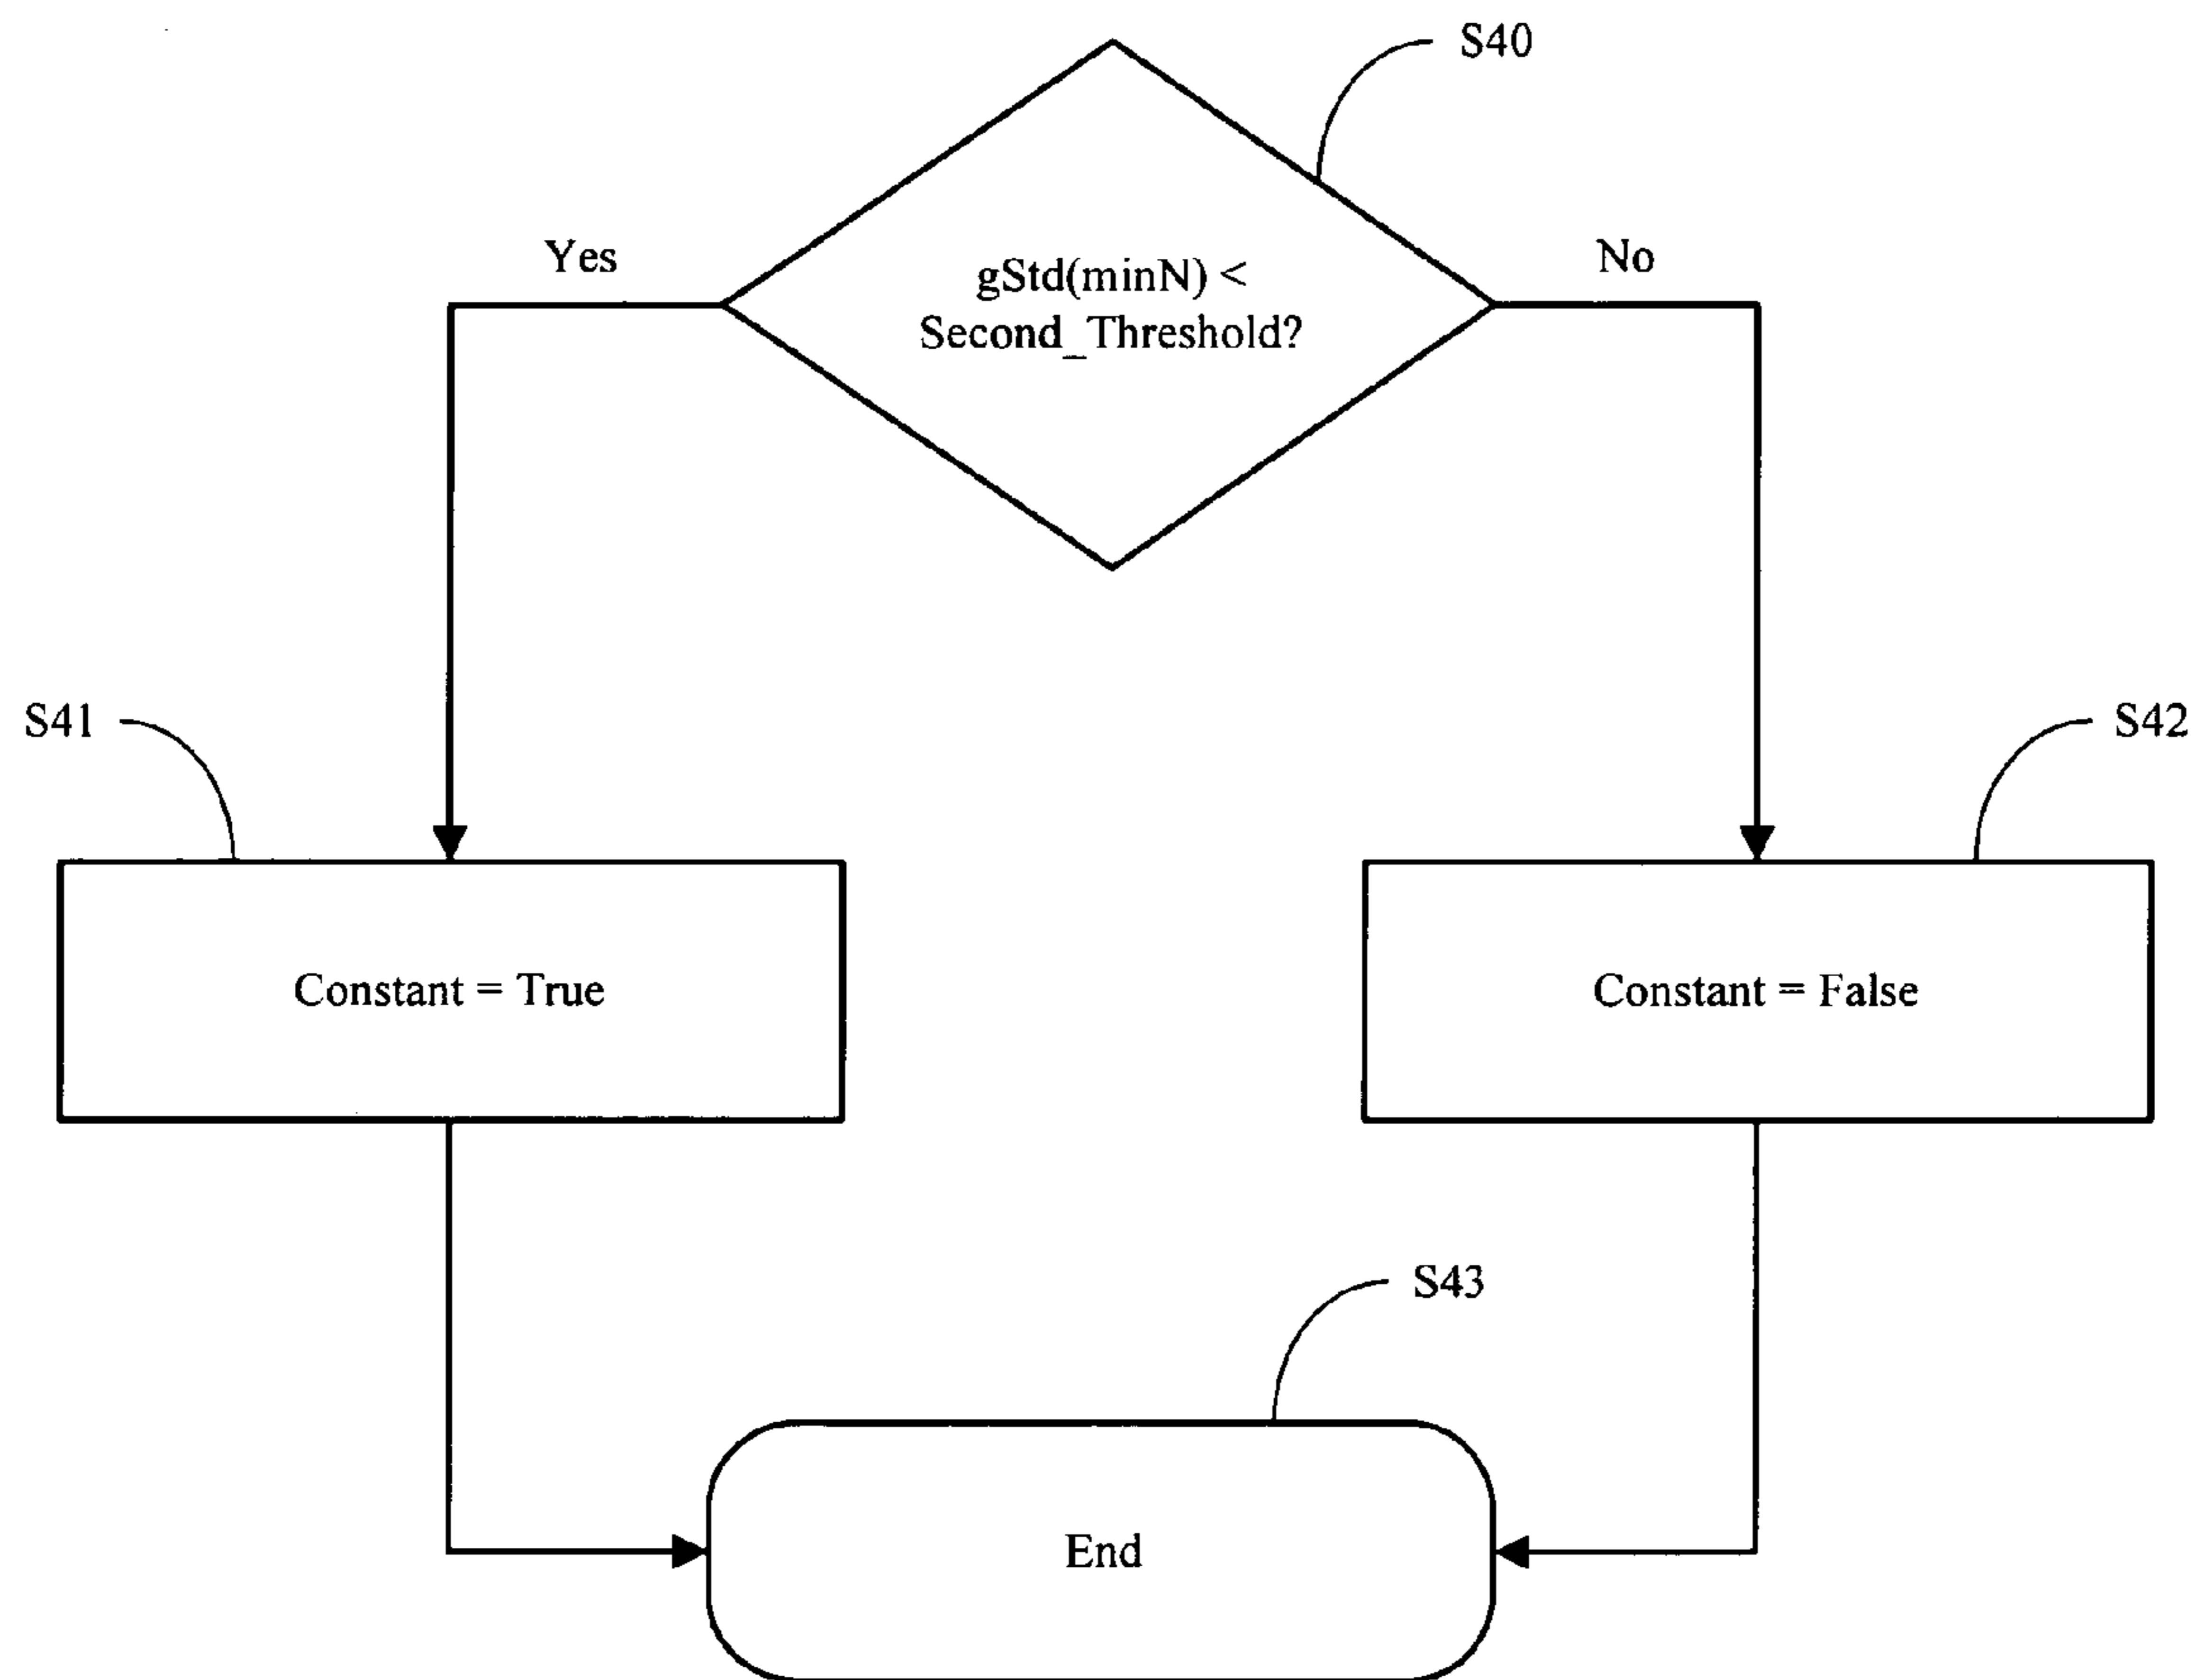 S40
Yes
No
gStd(minN) <
Second_Threshold?
S41
S42
Constant = True
Constant = False
S43
End